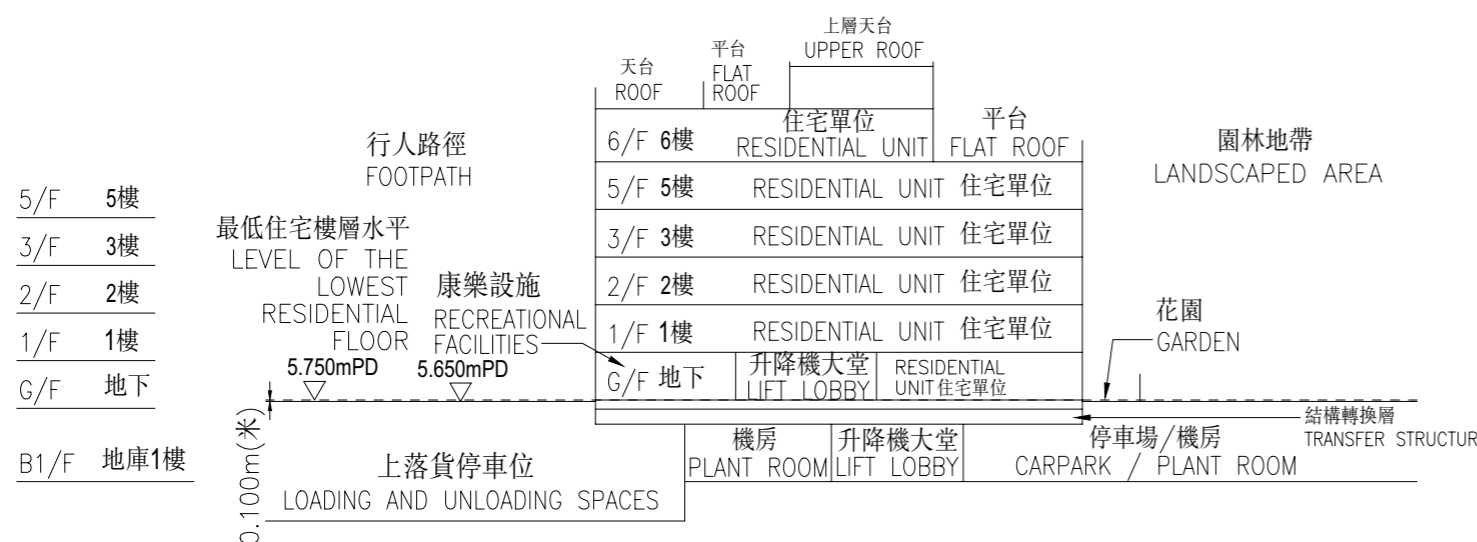 上層天台
UPPER ROOF
平台
FLAT
ROOF
天台
ROOF
6/F 6樓
住宅單位
RESIDENTIAL UNIT
平台
FLAT ROOF
行人路徑
FOOTPATH
園林地帶
LANDSCAPED AREA
5/F 5樓
5/F 5樓 RESIDENTIAL UNIT 住宅單位
3/F 3樓
3/F 3樓 RESIDENTIAL UNIT 住宅單位
2/F 2樓
2/F 2樓 RESIDENTIAL UNIT 住宅單位
1/F 1樓
1/F 1樓 RESIDENTIAL UNIT 住宅單位
最低住宅樓層水平
LEVEL OF THE
LOWEST
RESIDENTIAL
FLOOR
5.750mPD
康樂設施
RECREATIONAL
FACILITIES
5.650mPD
花園
GARDEN
G/F 地下
G/F 地下
升降機大堂
LIFT LOBBY
RESIDENTIAL
UNIT住宅單位
結構轉換層
TRANSFER STRUCTUR
B1/F 地庫1樓
0.100m(米)
上落貨停車位
LOADING AND UNLOADING SPACES
機房
PLANT ROOM
升降機大堂
LIFT LOBBY
停車場/機房
CARPARK / PLANT ROOM